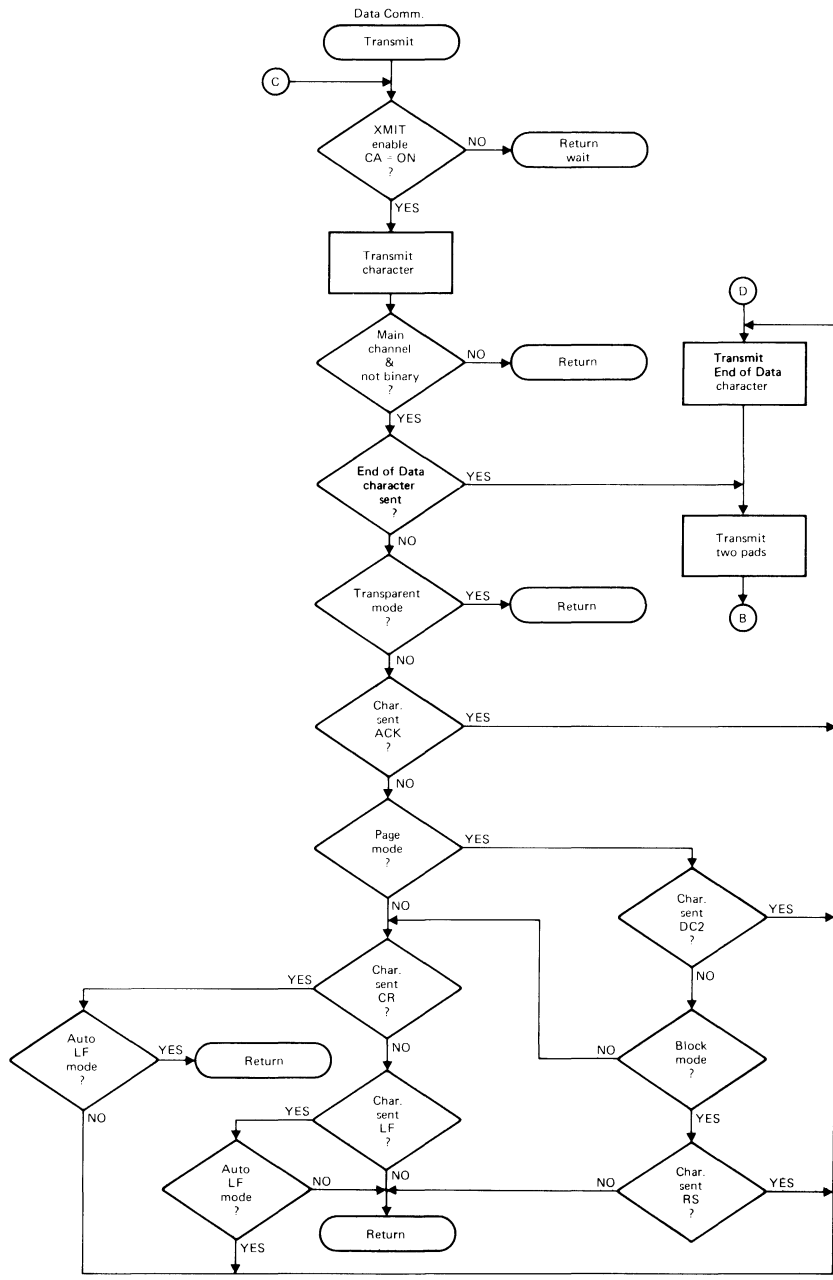 Data Comm.
Transmit
C
XMIT
enable
CA = ON
?
NO
Return
wait
YES
Transmit
character
D
Main
channel
&
not binary
?
NO
Return
Transmit
End of Data
character
YES
End of Data
character
sent
?
YES
Transmit
two pads
NO
Transparent
mode
?
YES
Return
B
NO
Char.
sent
ACK
?
YES
NO
Page
mode
?
YES
NO
Char.
sent
DC2
?
YES
NO
Char.
sent
CR
?
YES
NO
Auto
LF
mode
?
YES
Return
NO
Block
mode
?
NO
YES
Char.
sent
LF
?
YES
NO
Auto
LF
mode
?
NO
YES
Return
Char.
sent
RS
?
NO
YES